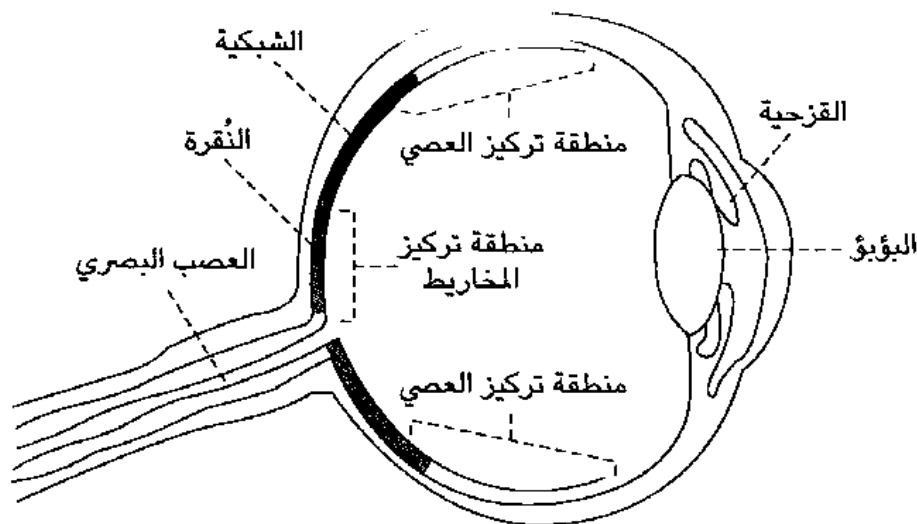 الشبكية
القزحية
منطقة تركيز العصي
النُقرة
منطقة تركيز
المخاريط
البؤبؤ
العصب البصري
منطقة تركيز العصي